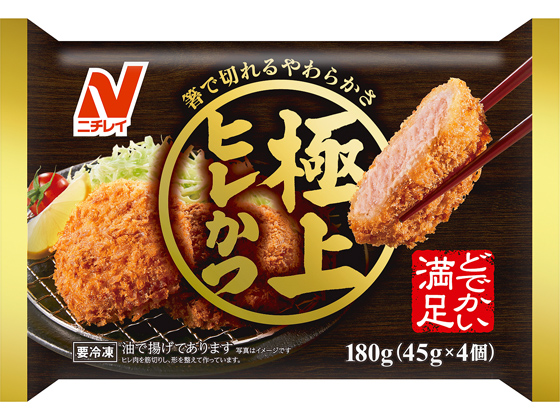 ニチレイ
箸で切れるやわらかさ
極上
ヒレかつ
どでかい
満足
要冷凍 油で揚げてあります 写真はイメージです
ヒレ肉を筋切りし、形を整えて作っています。
180g(45g×4個)